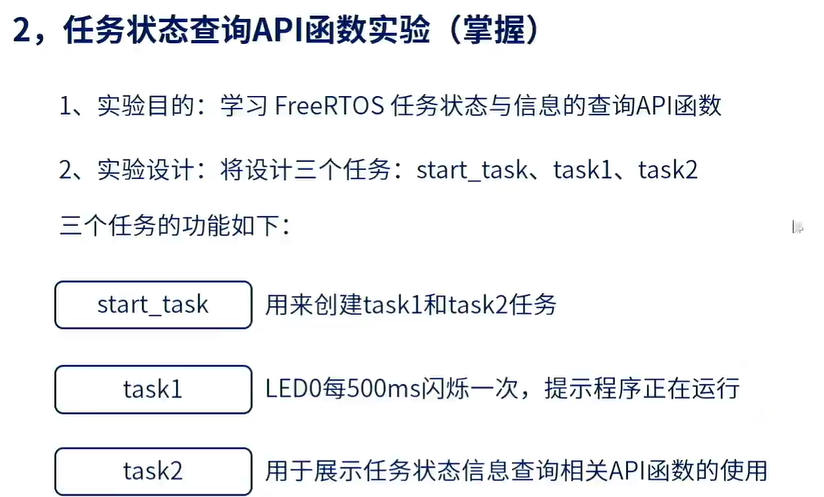 2，任务状态查询API函数实验（掌握）
1、实验目的：学习 FreeRTOS 任务状态与信息的查询API函数
2、实验设计：将设计三个任务：start_task、task1、task2
三个任务的功能如下：
start_task 用来创建task1和task2任务
task1 LED0每500ms闪烁一次，提示程序正在运行
task2 用于展示任务状态信息查询相关API函数的使用